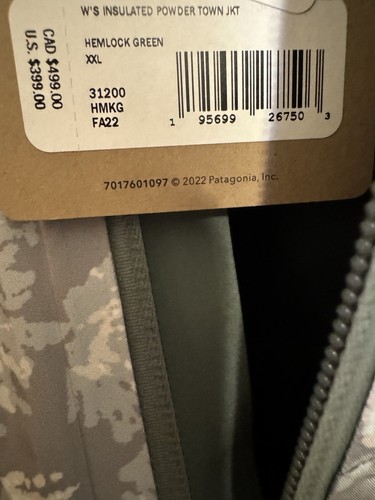 W'S INSULATED POWDER TOWN JKT
HEMLOCK GREEN
XXL
31200
HMKG
FA22
CAD $499.00
U.S. $399.00
1 95699 26750 3
7017601097 © 2022 Patagonia, Inc.